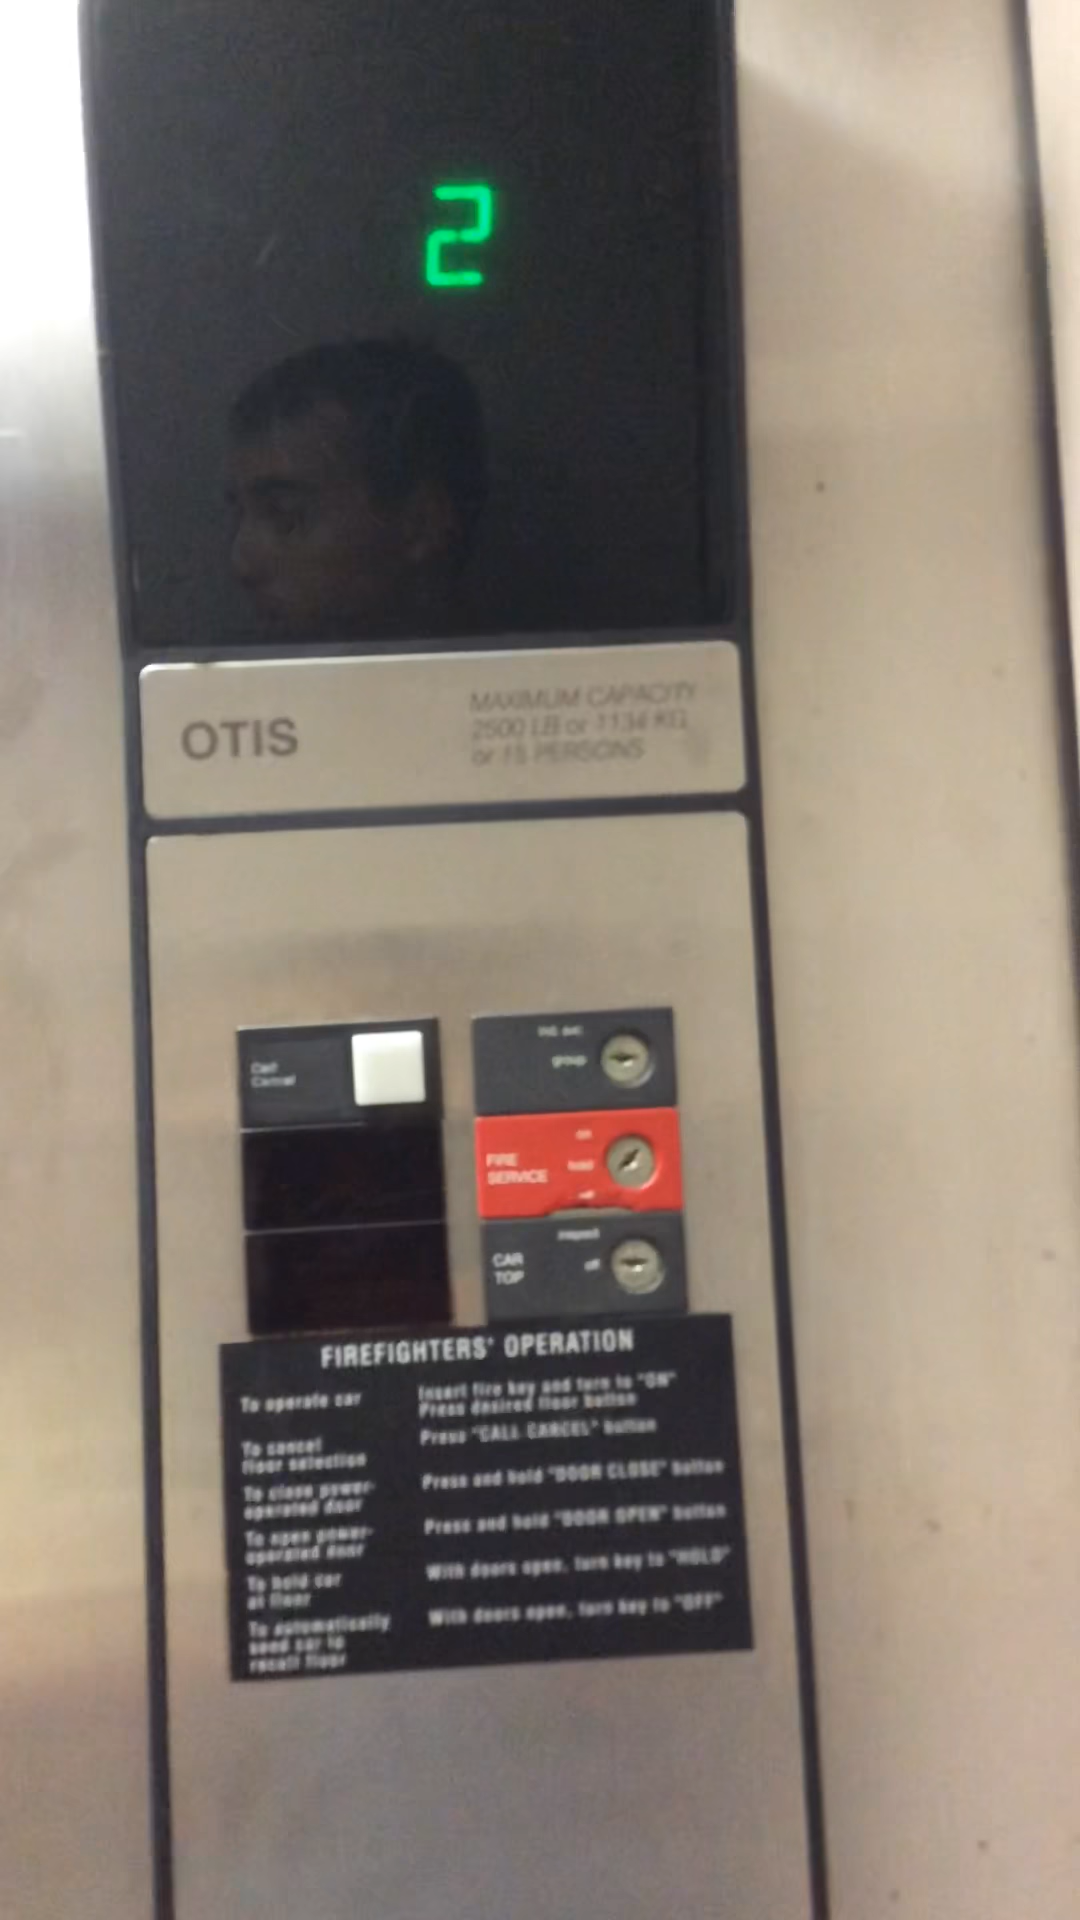 2
OTIS
MAXIMUM CAPACITY
2500 LB or 1134 KG
or 15 PERSONS
Call
Cancel
ind. ser.
group
FIRE
SERVICE
on
hold
off
CAR
TOP
inspect
off
FIREFIGHTERS' OPERATION
To operate car
Insert fire key and turn to "ON"
Press desired floor button
To cancel
floor selection
Press "CALL CANCEL" button
To close power-
operated door
Press and hold "DOOR CLOSE" button
To open power-
operated door
Press and hold "DOOR OPEN" button
To hold car
at floor
With doors open, turn key to "HOLD"
To automatically
send car to
recall floor
With doors open, turn key to "OFF"